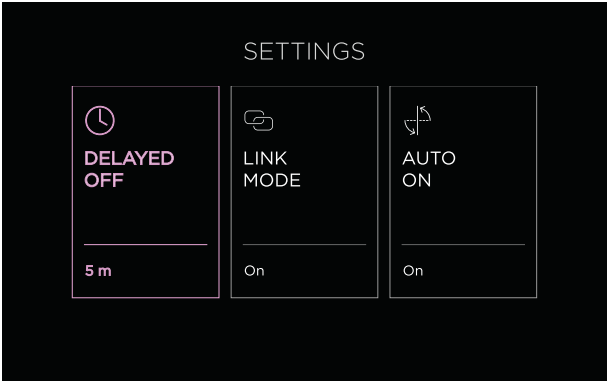 SETTINGS
DELAYED
OFF
5 m
LINK
MODE
On
AUTO
ON
On